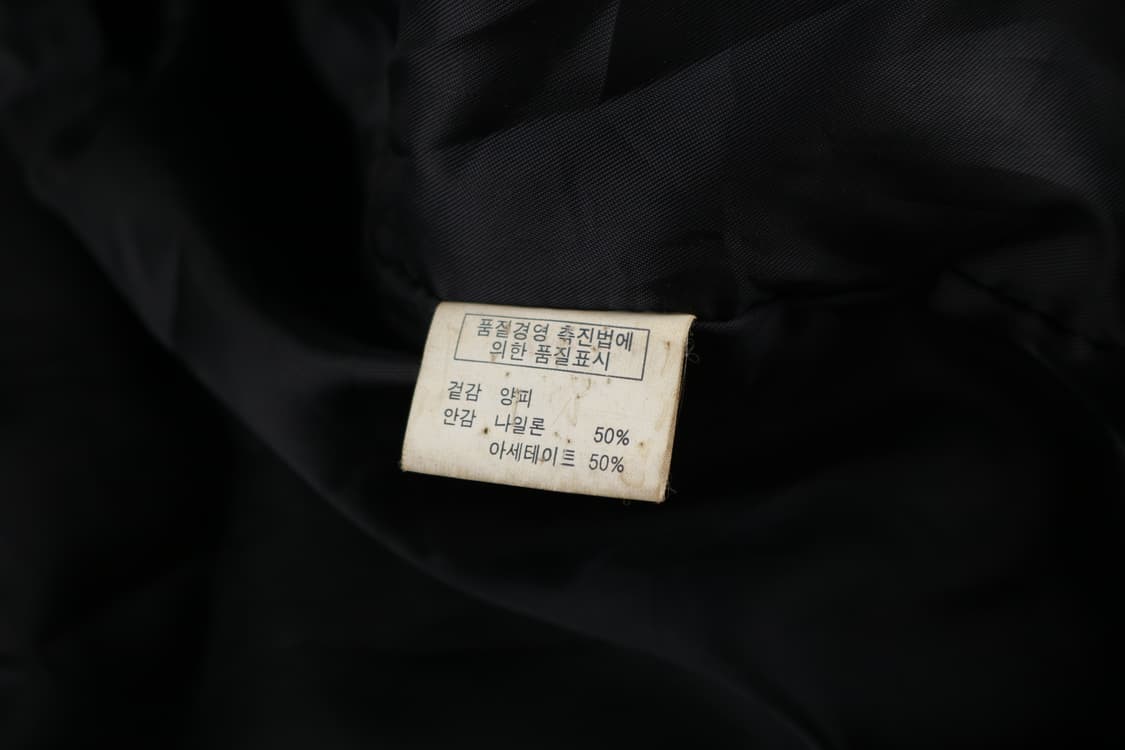 품질경영 촉진법에
의한 품질표시
겉감 양피
안감 나일론 50%
아세테이트 50%